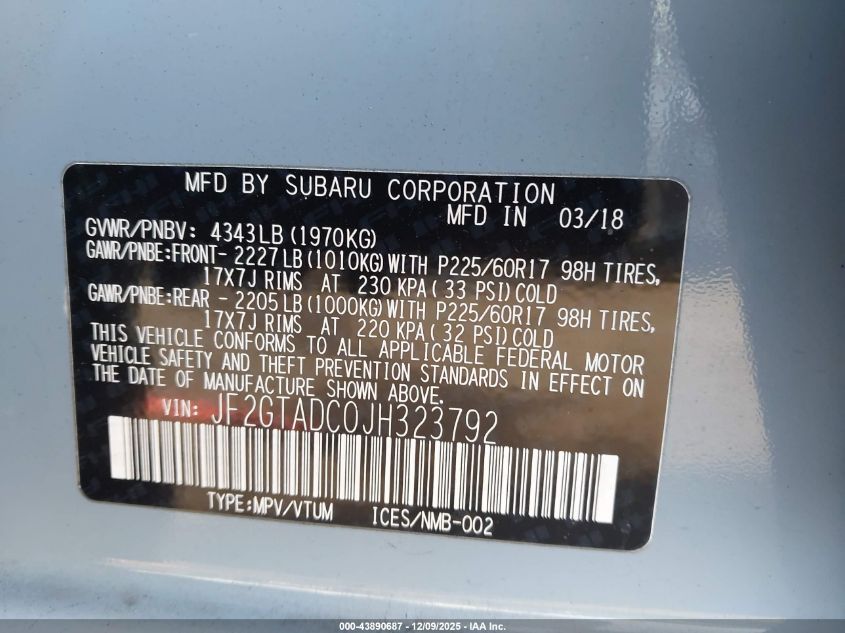 MFD BY SUBARU CORPORATION
MFD IN 03/18
GVWR/PNBV: 4343LB (1970KG)
GAWR/PNBE:FRONT- 2227LB (1010KG) WITH P225/60R17 98H TIRES,
17X7J RIMS AT 230 KPA ( 33 PSI) COLD
GAWR/PNBE:REAR - 2205LB (1000KG) WITH P225/60R17 98H TIRES,
17X7J RIMS AT 220 KPA ( 32 PSI) COLD
THIS VEHICLE CONFORMS TO ALL APPLICABLE FEDERAL MOTOR
VEHICLE SAFETY AND THEFT PREVENTION STANDARDS IN EFFECT ON
THE DATE OF MANUFACTURE SHOWN ABOVE.
VIN: JF2GTADC0JH323792
TYPE:MPV/VTUM ICES/NMB-002
000-43890687 - 12/09/2025 - IAA Inc.